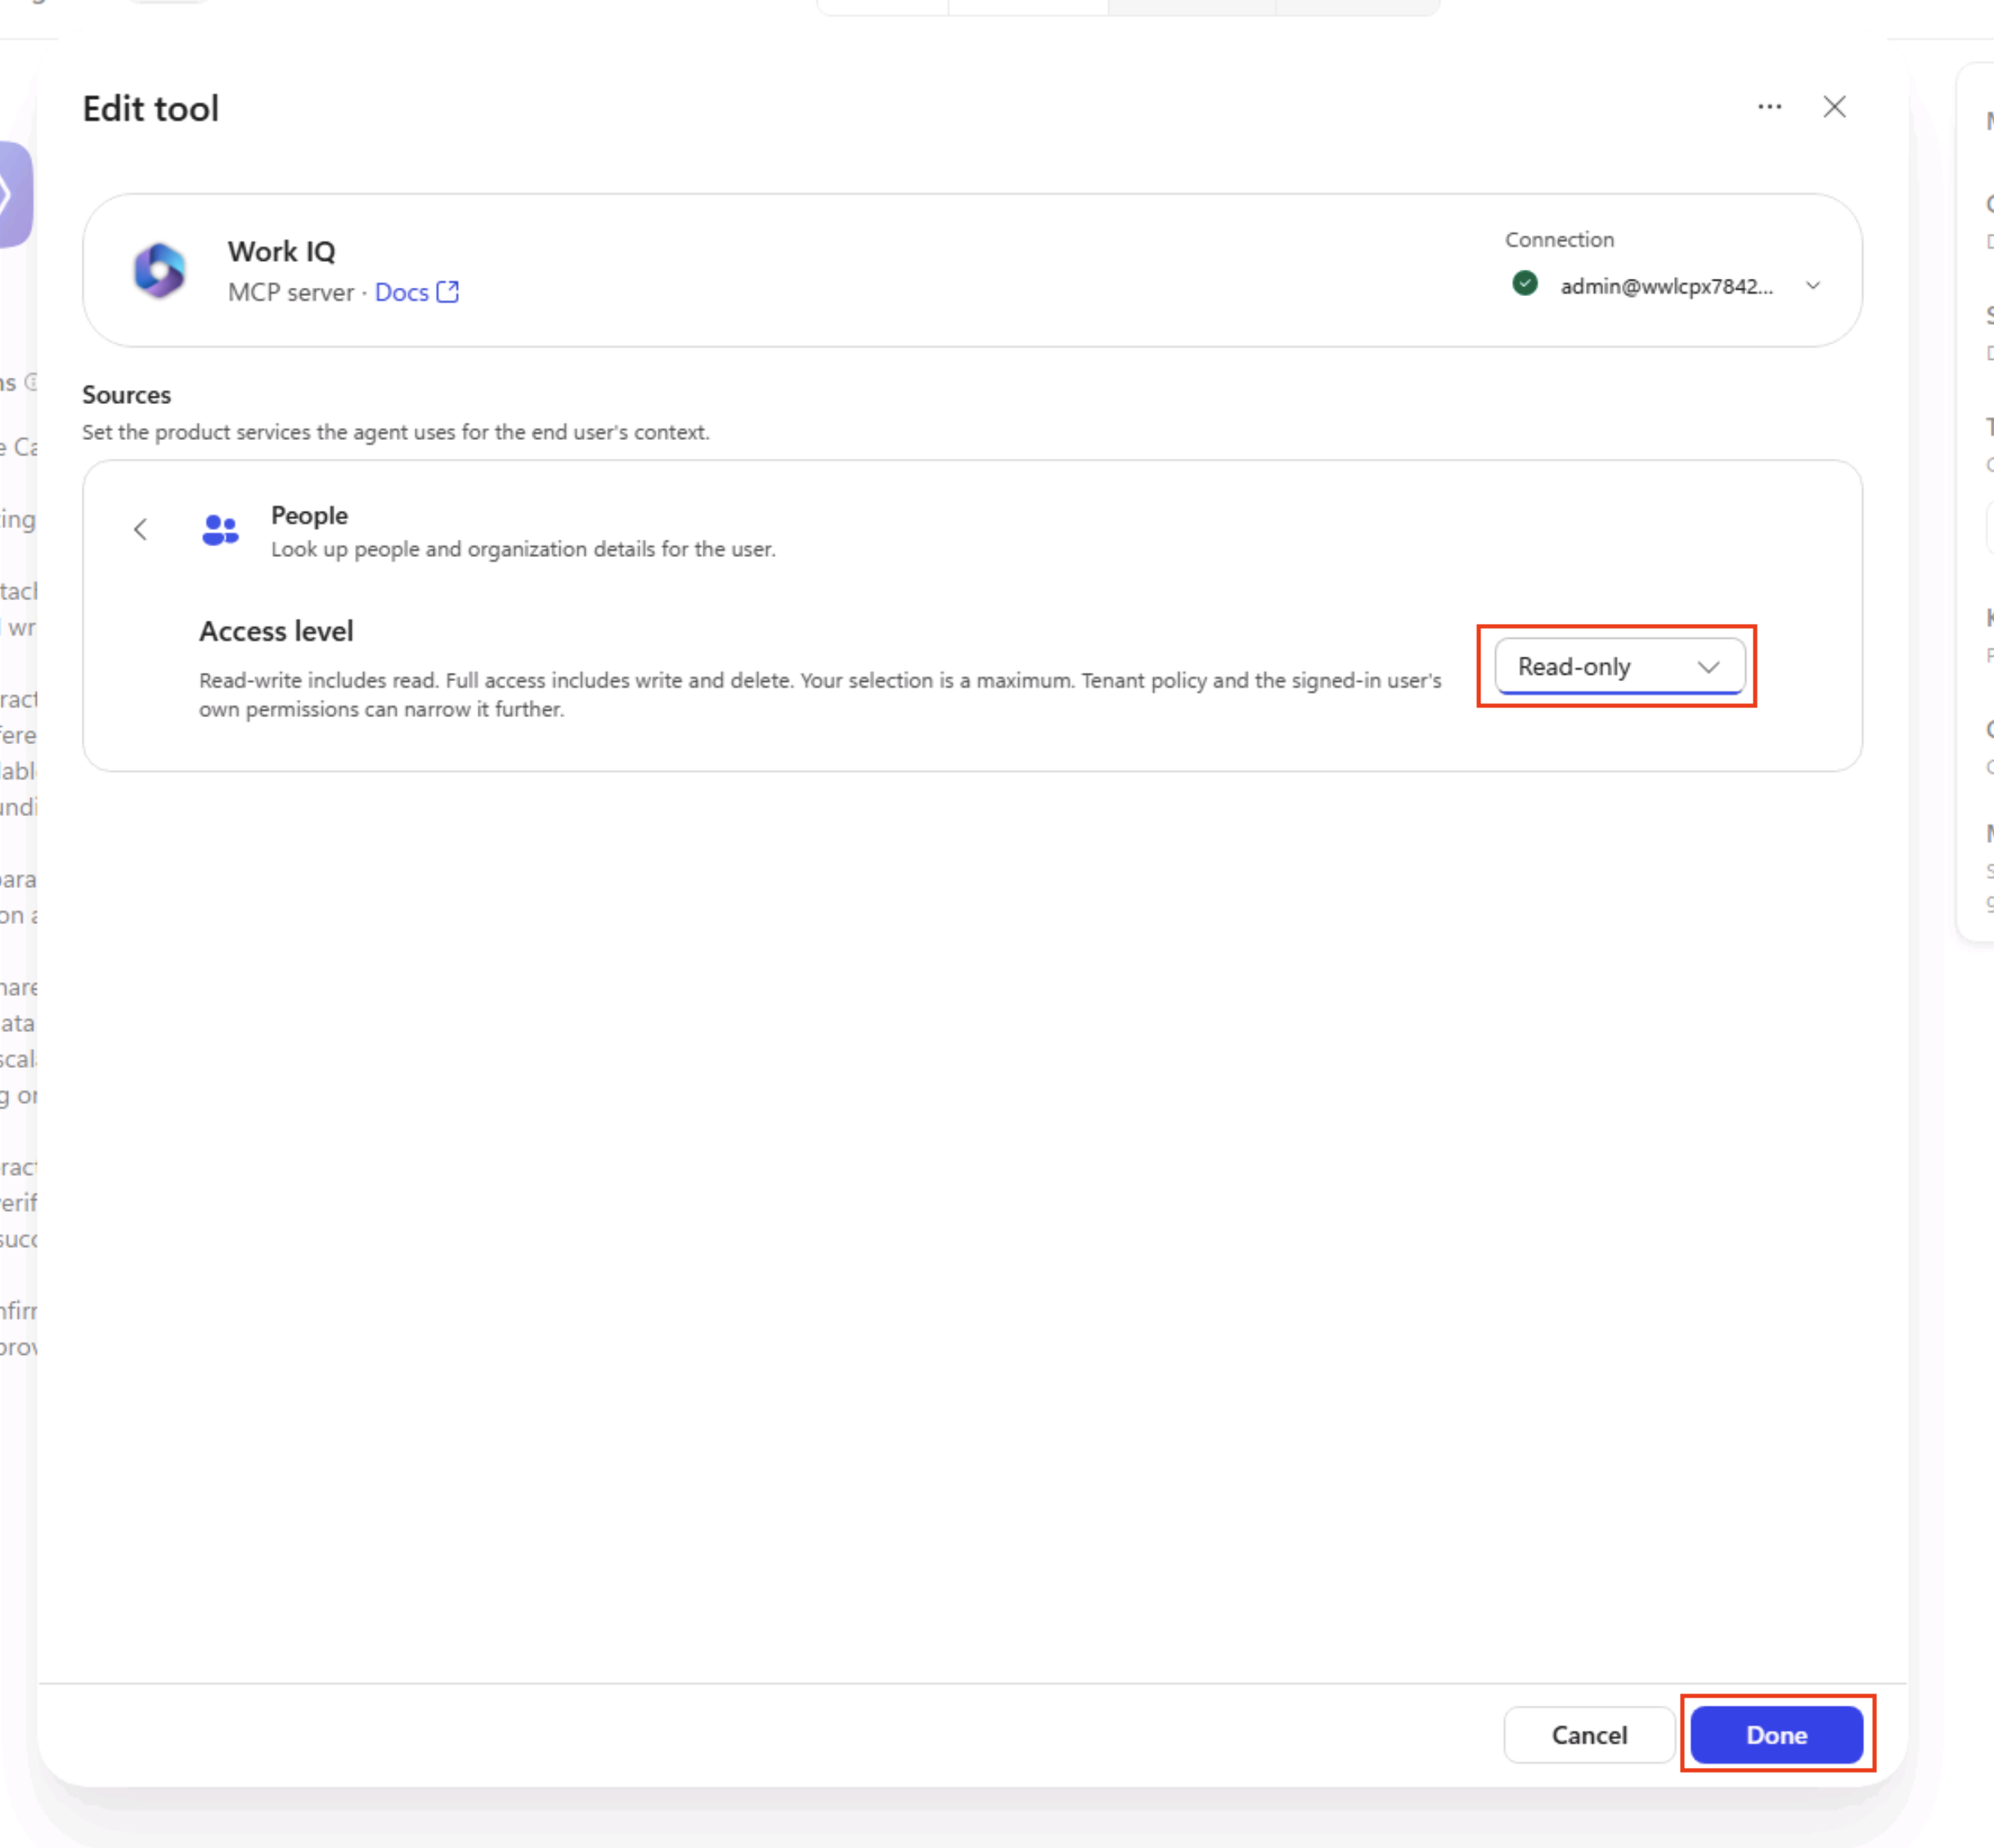 Edit tool
Work IQ
MCP server · Docs
Connection
admin@wwlcpx7842...
Sources
Set the product services the agent uses for the end user's context.
People
Look up people and organization details for the user.
Access level
Read-only
Read-write includes read. Full access includes write and delete. Your selection is a maximum. Tenant policy and the signed-in user's
own permissions can narrow it further.
Cancel
Done